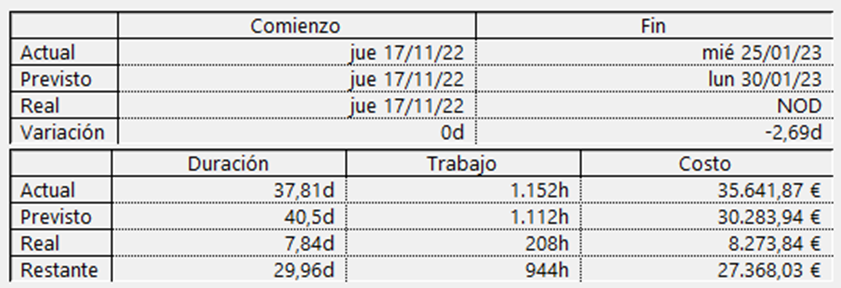 Comienzo Fin
Actual jue 17/11/22 mié 25/01/23
Previsto jue 17/11/22 lun 30/01/23
Real jue 17/11/22 NOD
Variación 0d -2,69d
Duración Trabajo Costo
Actual 37,81d 1.152h 35.641,87 €
Previsto 40,5d 1.112h 30.283,94 €
Real 7,84d 208h 8.273,84 €
Restante 29,96d 944h 27.368,03 €